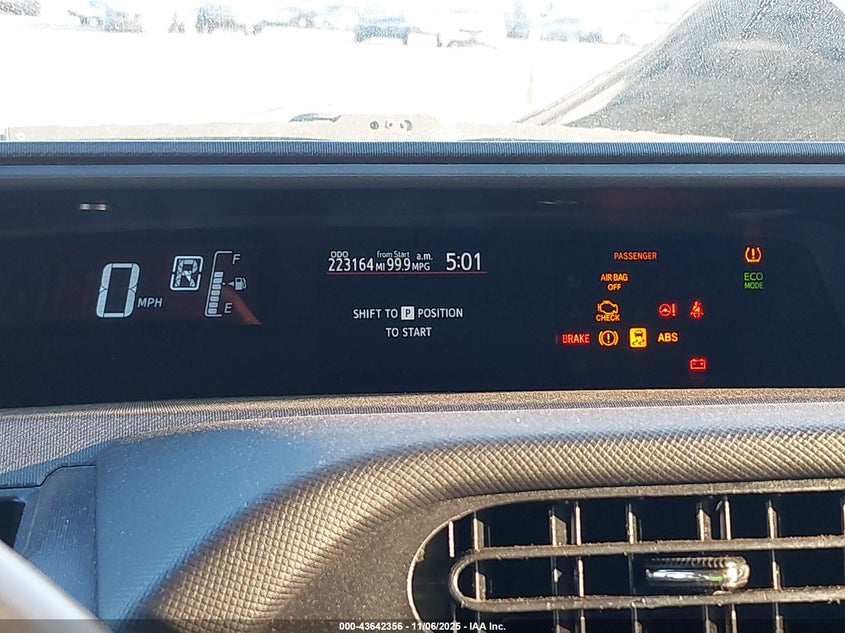 0 MPH
R
F
E
ODO from Start a.m.
223164 MI 99.9 MPG 5:01
SHIFT TO P POSITION
TO START
PASSENGER
AIR BAG
OFF
ECO
MODE
CHECK
BRAKE
ABS
000-43642356 - 11/06/2025 - IAA Inc.